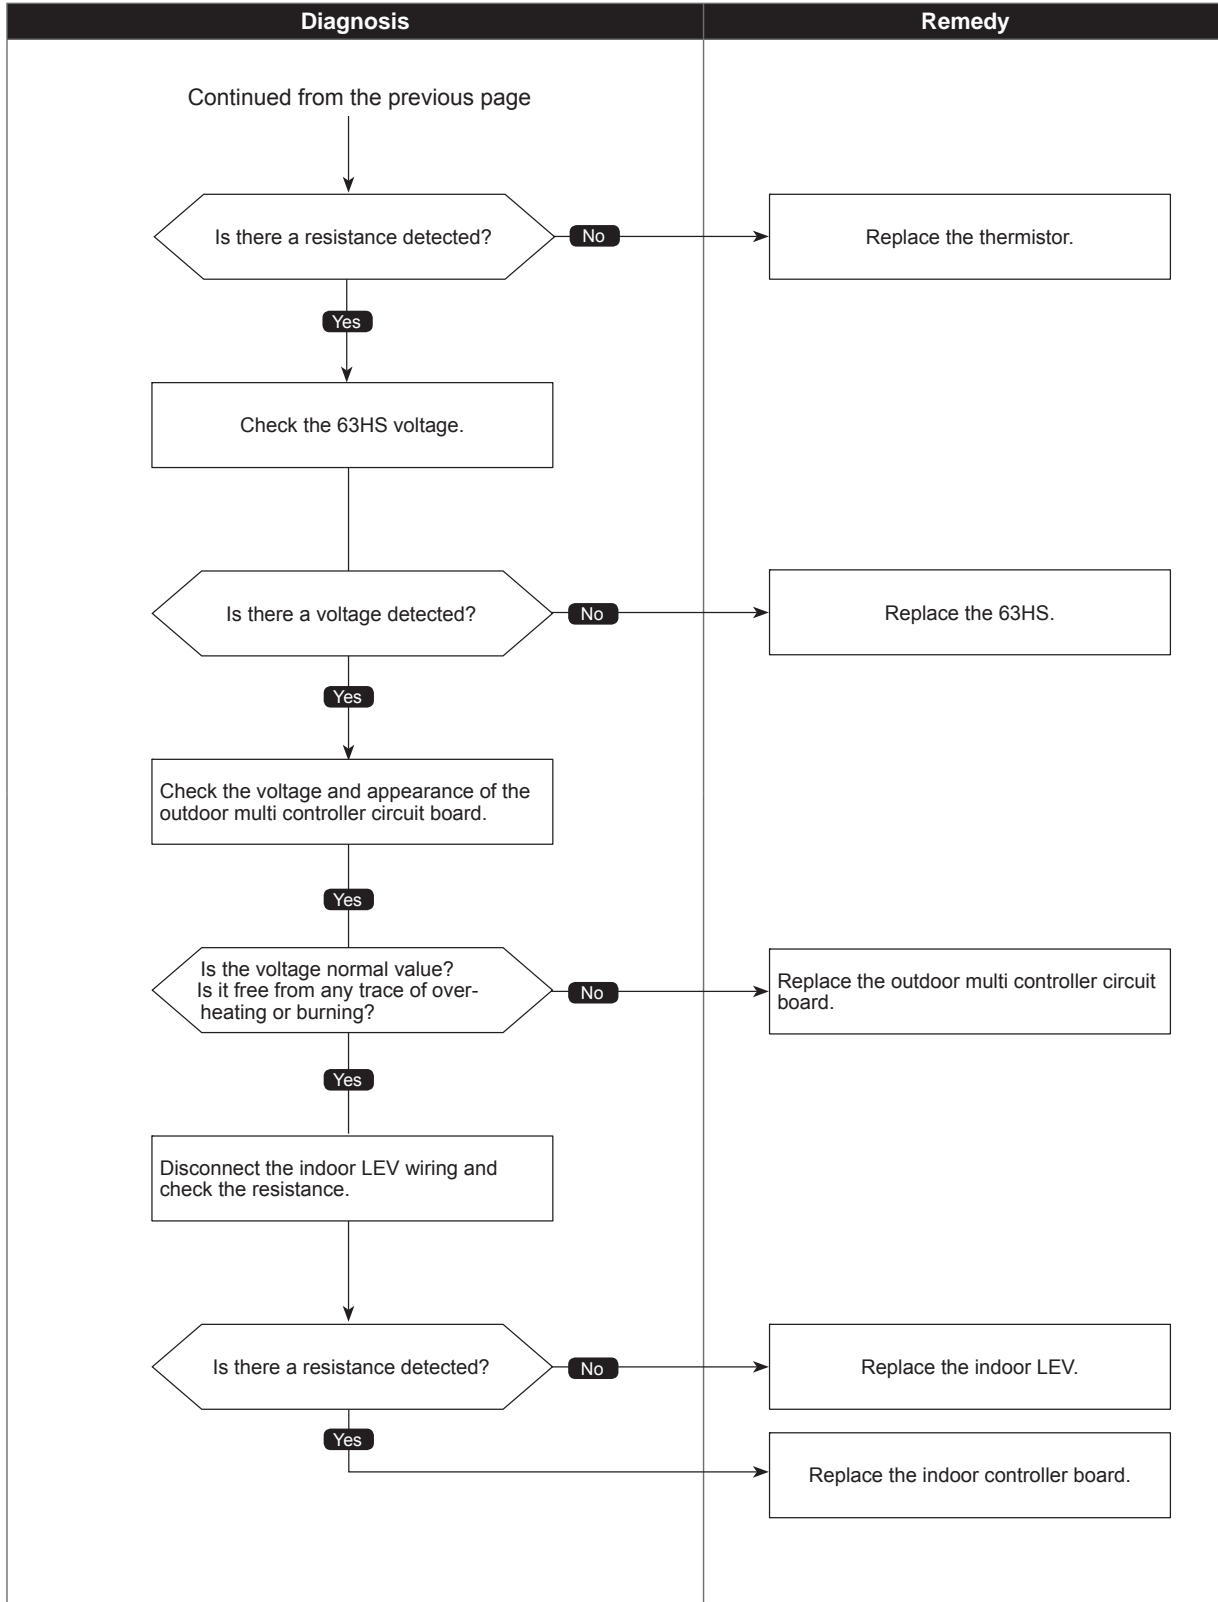 Diagnosis
Remedy
Continued from the previous page
Is there a resistance detected?
No
Replace the thermistor.
Yes
Check the 63HS voltage.
Is there a voltage detected?
No
Replace the 63HS.
Yes
Check the voltage and appearance of the
outdoor multi controller circuit board.
Yes
Is the voltage normal value?
Is it free from any trace of over-
heating or burning?
No
Replace the outdoor multi controller circuit
board.
Yes
Disconnect the indoor LEV wiring and
check the resistance.
Is there a resistance detected?
No
Replace the indoor LEV.
Yes
Replace the indoor controller board.